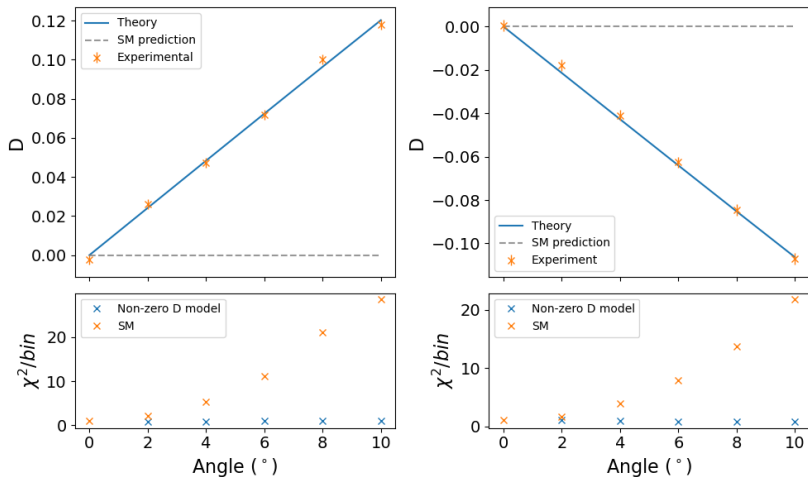 0.12
0.10
0.08
0.06
0.04
0.02
0.00
D
Theory
SM prediction
Experimental
0.00
−0.02
−0.04
−0.06
−0.08
−0.10
D
Theory
SM prediction
Experiment
20
10
0
χ²/bin
Non-zero D model
SM
0 2 4 6 8 10
Angle (°)
20
10
0
χ²/bin
Non-zero D model
SM
0 2 4 6 8 10
Angle (°)